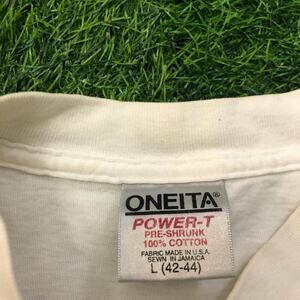 ONEITA®
POWER-T
PRE-SHRUNK
100% COTTON
FABRIC MADE IN U.S.A.
SEWN IN JAMAICA
L (42-44)